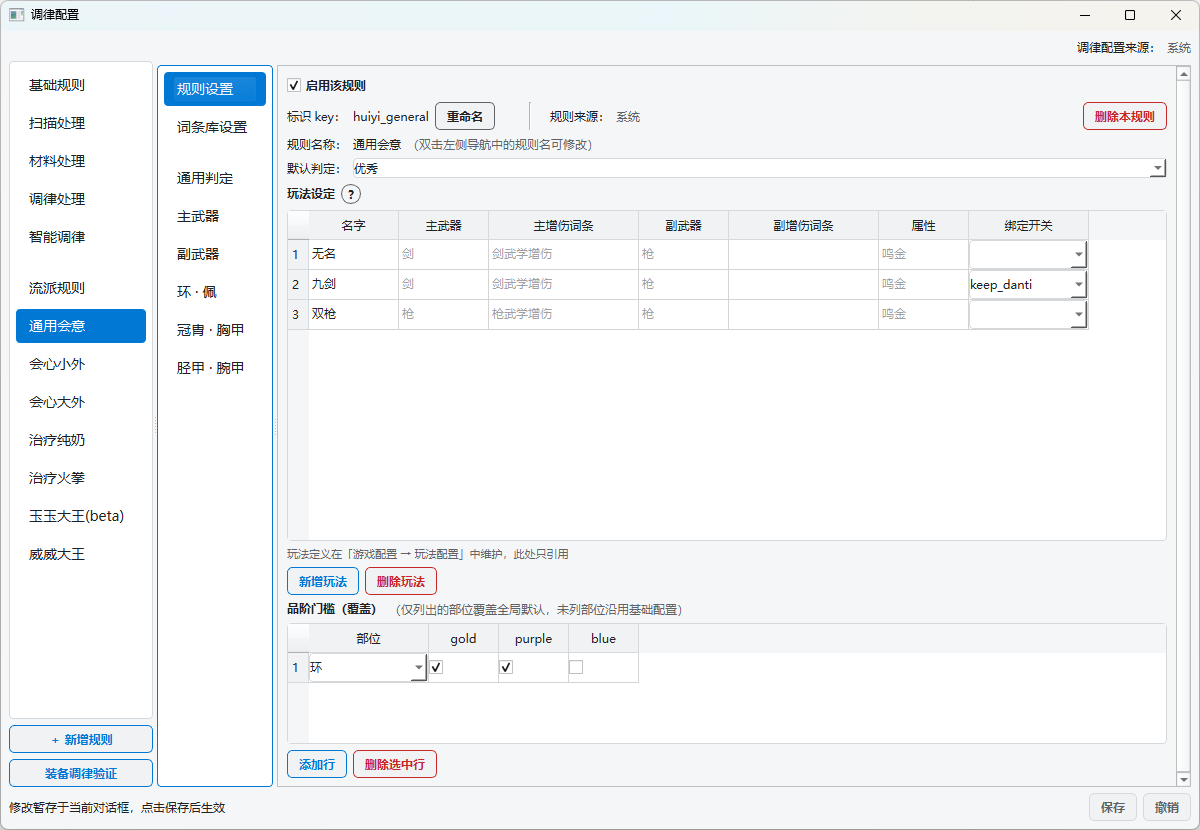 调律配置
调律配置来源： 系统
基础规则
扫描处理
材料处理
调律处理
智能调律
流派规则
通用会意
会心小外
会心大外
治疗纯奶
治疗火拳
玉玉大王(beta)
威威大王
+ 新增规则
装备调律验证
规则设置
词条库设置
通用判定
主武器
副武器
环 · 佩
冠胄 · 胸甲
胫甲 · 腕甲
启用该规则
标识 key： huiyi_general 重命名 规则来源： 系统 删除本规则
规则名称： 通用会意 （双击左侧导航中的规则名可修改）
默认判定： 优秀
玩法设定 ?
名字 主武器 主增伤词条 副武器 副增伤词条 属性 绑定开关
1 无名 剑 剑武学增伤 枪 鸣金
2 九剑 剑 剑武学增伤 枪 鸣金 keep_danti
3 双枪 枪 枪武学增伤 枪 鸣金
玩法定义在「游戏配置 → 玩法配置」中维护，此处只引用
新增玩法 删除玩法
品阶门槛（覆盖） （仅列出的部位覆盖全局默认，未列部位沿用基础配置）
部位 gold purple blue
1 环
添加行 删除选中行
修改暂存于当前对话框，点击保存后生效
保存 撤销